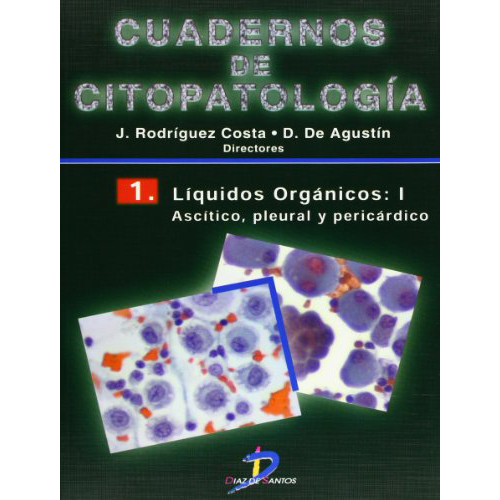 CUADERNOS
DE
CITOPATOLOGÍA
J. Rodríguez Costa • D. De Agustín
Directores
1. Líquidos Orgánicos: I
Ascítico, pleural y pericárdico
DIAZ DE SANTOS